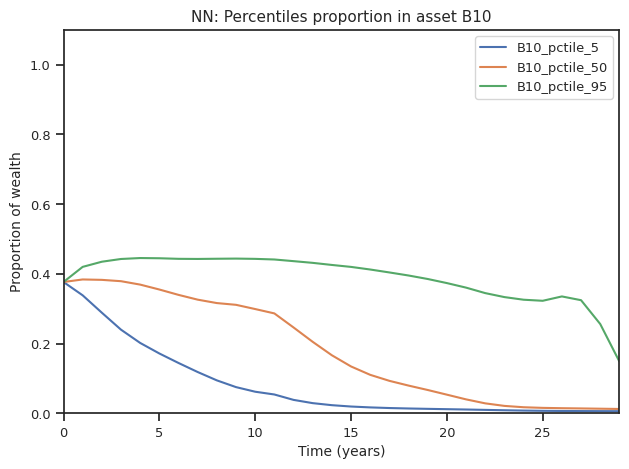 NN: Percentiles proportion in asset B10
B10_pctile_5
B10_pctile_50
B10_pctile_95
Proportion of wealth
1.0
0.8
0.6
0.4
0.2
0.0
0 5 10 15 20 25
Time (years)